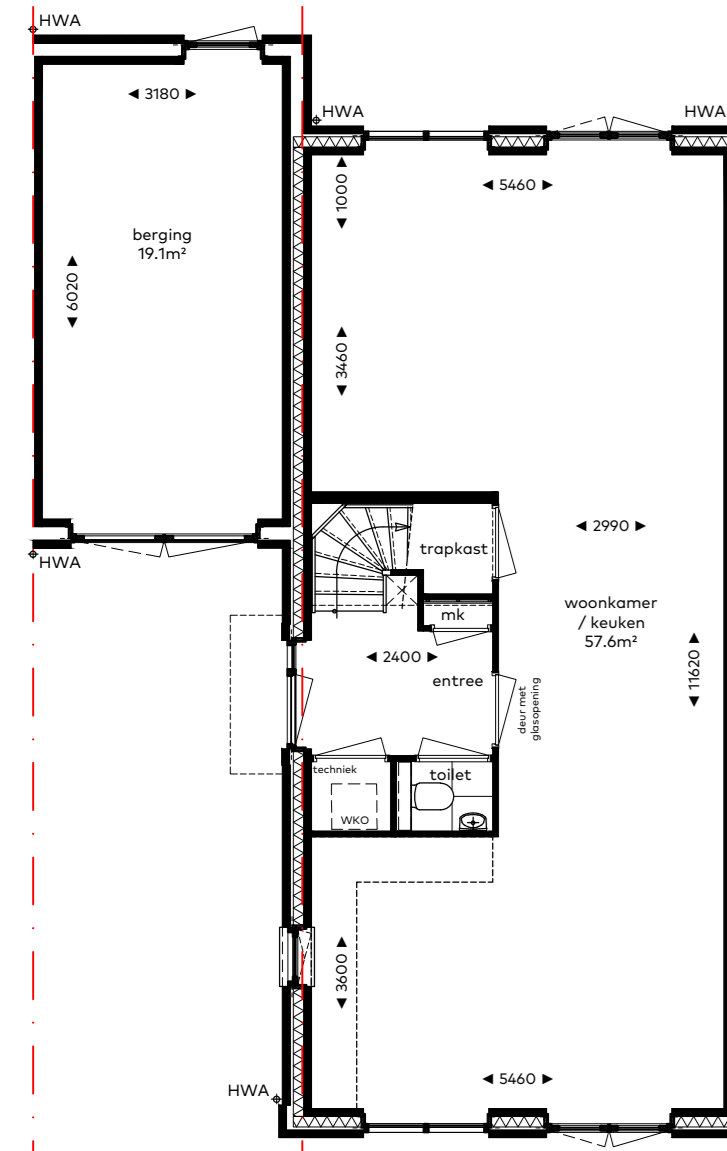 HWA
◄ 3180 ►
HWA
HWA
◄ 1000 ►
◄ 5460 ►
berging
19.1m²
◄ 6020 ►
◄ 3460 ►
◄ 2990 ►
trapkast
HWA
woonkamer
/ keuken
57.6m²
mk
◄ 2400 ►
entree
◄ 11620 ►
deur met
glasopening
techniek
toilet
WKO
◄ 3600 ►
◄ 5460 ►
HWA